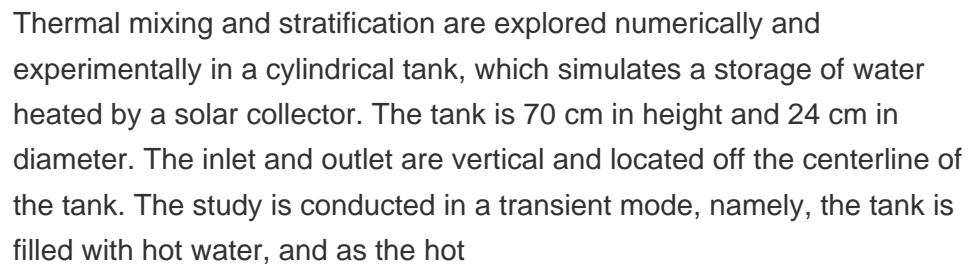 Thermal mixing and stratification are explored numerically and
experimentally in a cylindrical tank, which simulates a storage of water
heated by a solar collector. The tank is 70 cm in height and 24 cm in
diameter. The inlet and outlet are vertical and located off the centerline of
the tank. The study is conducted in a transient mode, namely, the tank is
filled with hot water, and as the hot